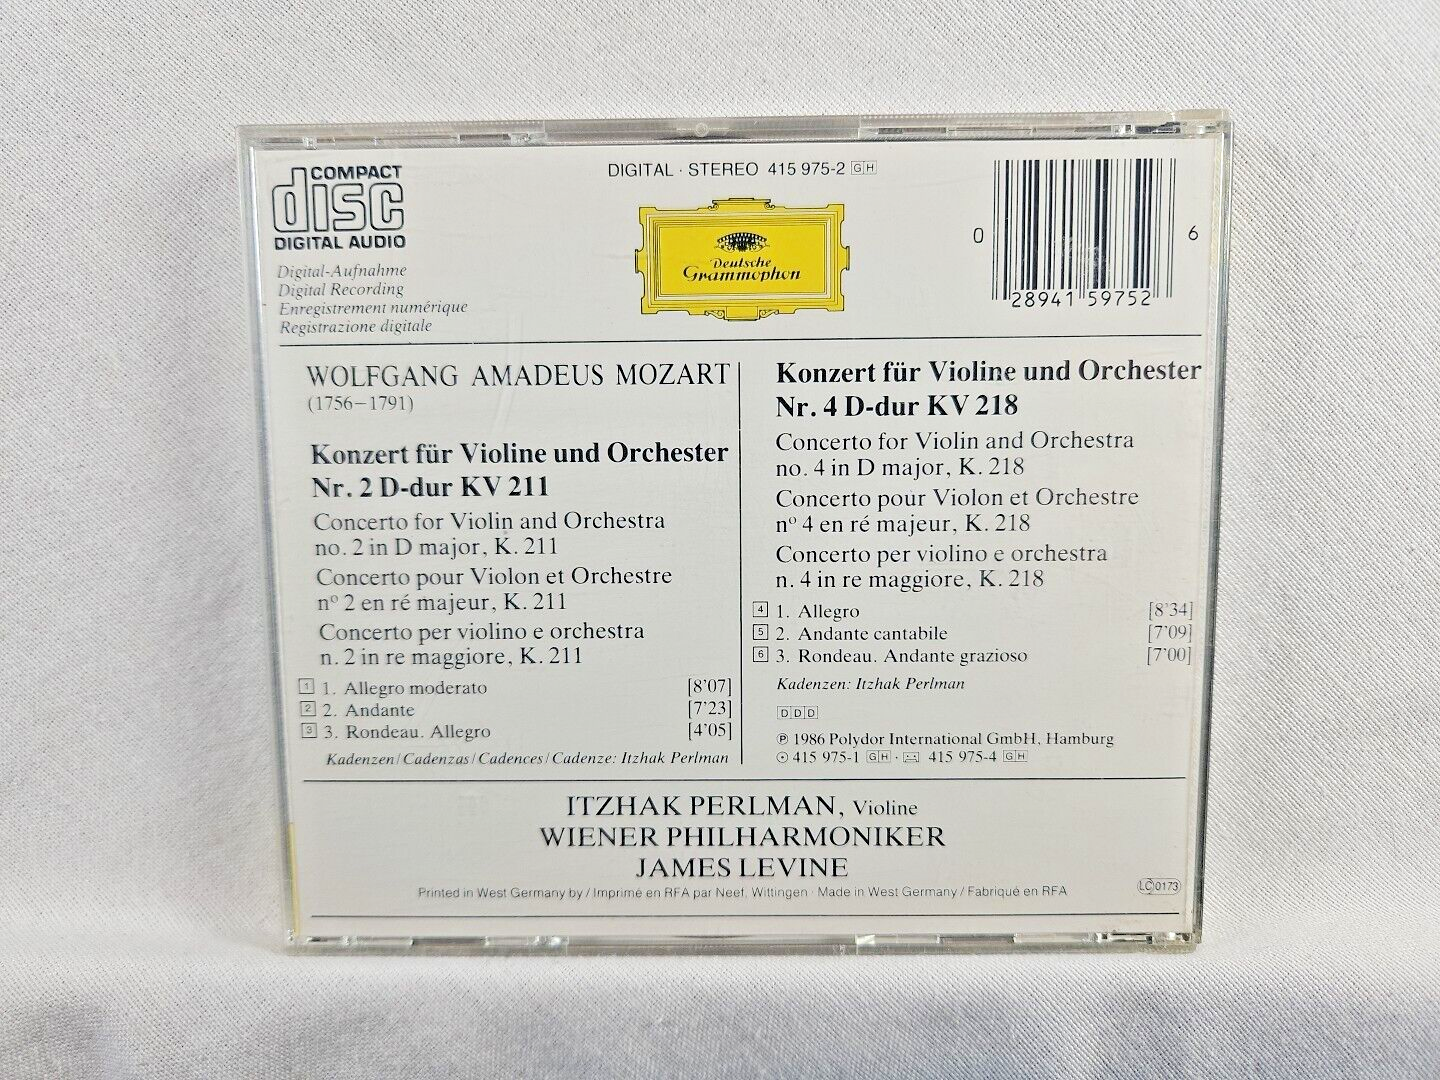 COMPACT
disc
DIGITAL AUDIO
Digital-Aufnahme
Digital Recording
Enregistrement numérique
Registrazione digitale
DIGITAL · STEREO 415 975-2 GH
Deutsche
Grammophon
0 28941 59752 6
WOLFGANG AMADEUS MOZART
(1756–1791)
Konzert für Violine und Orchester
Nr. 2 D-dur KV 211
Concerto for Violin and Orchestra
no. 2 in D major, K. 211
Concerto pour Violon et Orchestre
nº 2 en ré majeur, K. 211
Concerto per violino e orchestra
n. 2 in re maggiore, K. 211
1 1. Allegro moderato [8'07]
2 2. Andante [7'23]
3 3. Rondeau. Allegro [4'05]
Kadenzen/Cadenzas/Cadences/Cadenze: Itzhak Perlman
Konzert für Violine und Orchester
Nr. 4 D-dur KV 218
Concerto for Violin and Orchestra
no. 4 in D major, K. 218
Concerto pour Violon et Orchestre
nº 4 en ré majeur, K. 218
Concerto per violino e orchestra
n. 4 in re maggiore, K. 218
4 1. Allegro [8'34]
5 2. Andante cantabile [7'09]
6 3. Rondeau. Andante grazioso [7'00]
Kadenzen: Itzhak Perlman
DDD
℗ 1986 Polydor International GmbH, Hamburg
415 975-1 GH · 415 975-4 GH
ITZHAK PERLMAN, Violine
WIENER PHILHARMONIKER
JAMES LEVINE
Printed in West Germany by / Imprimé en RFA par Neef, Wittingen · Made in West Germany / Fabriqué en RFA
LC 0173